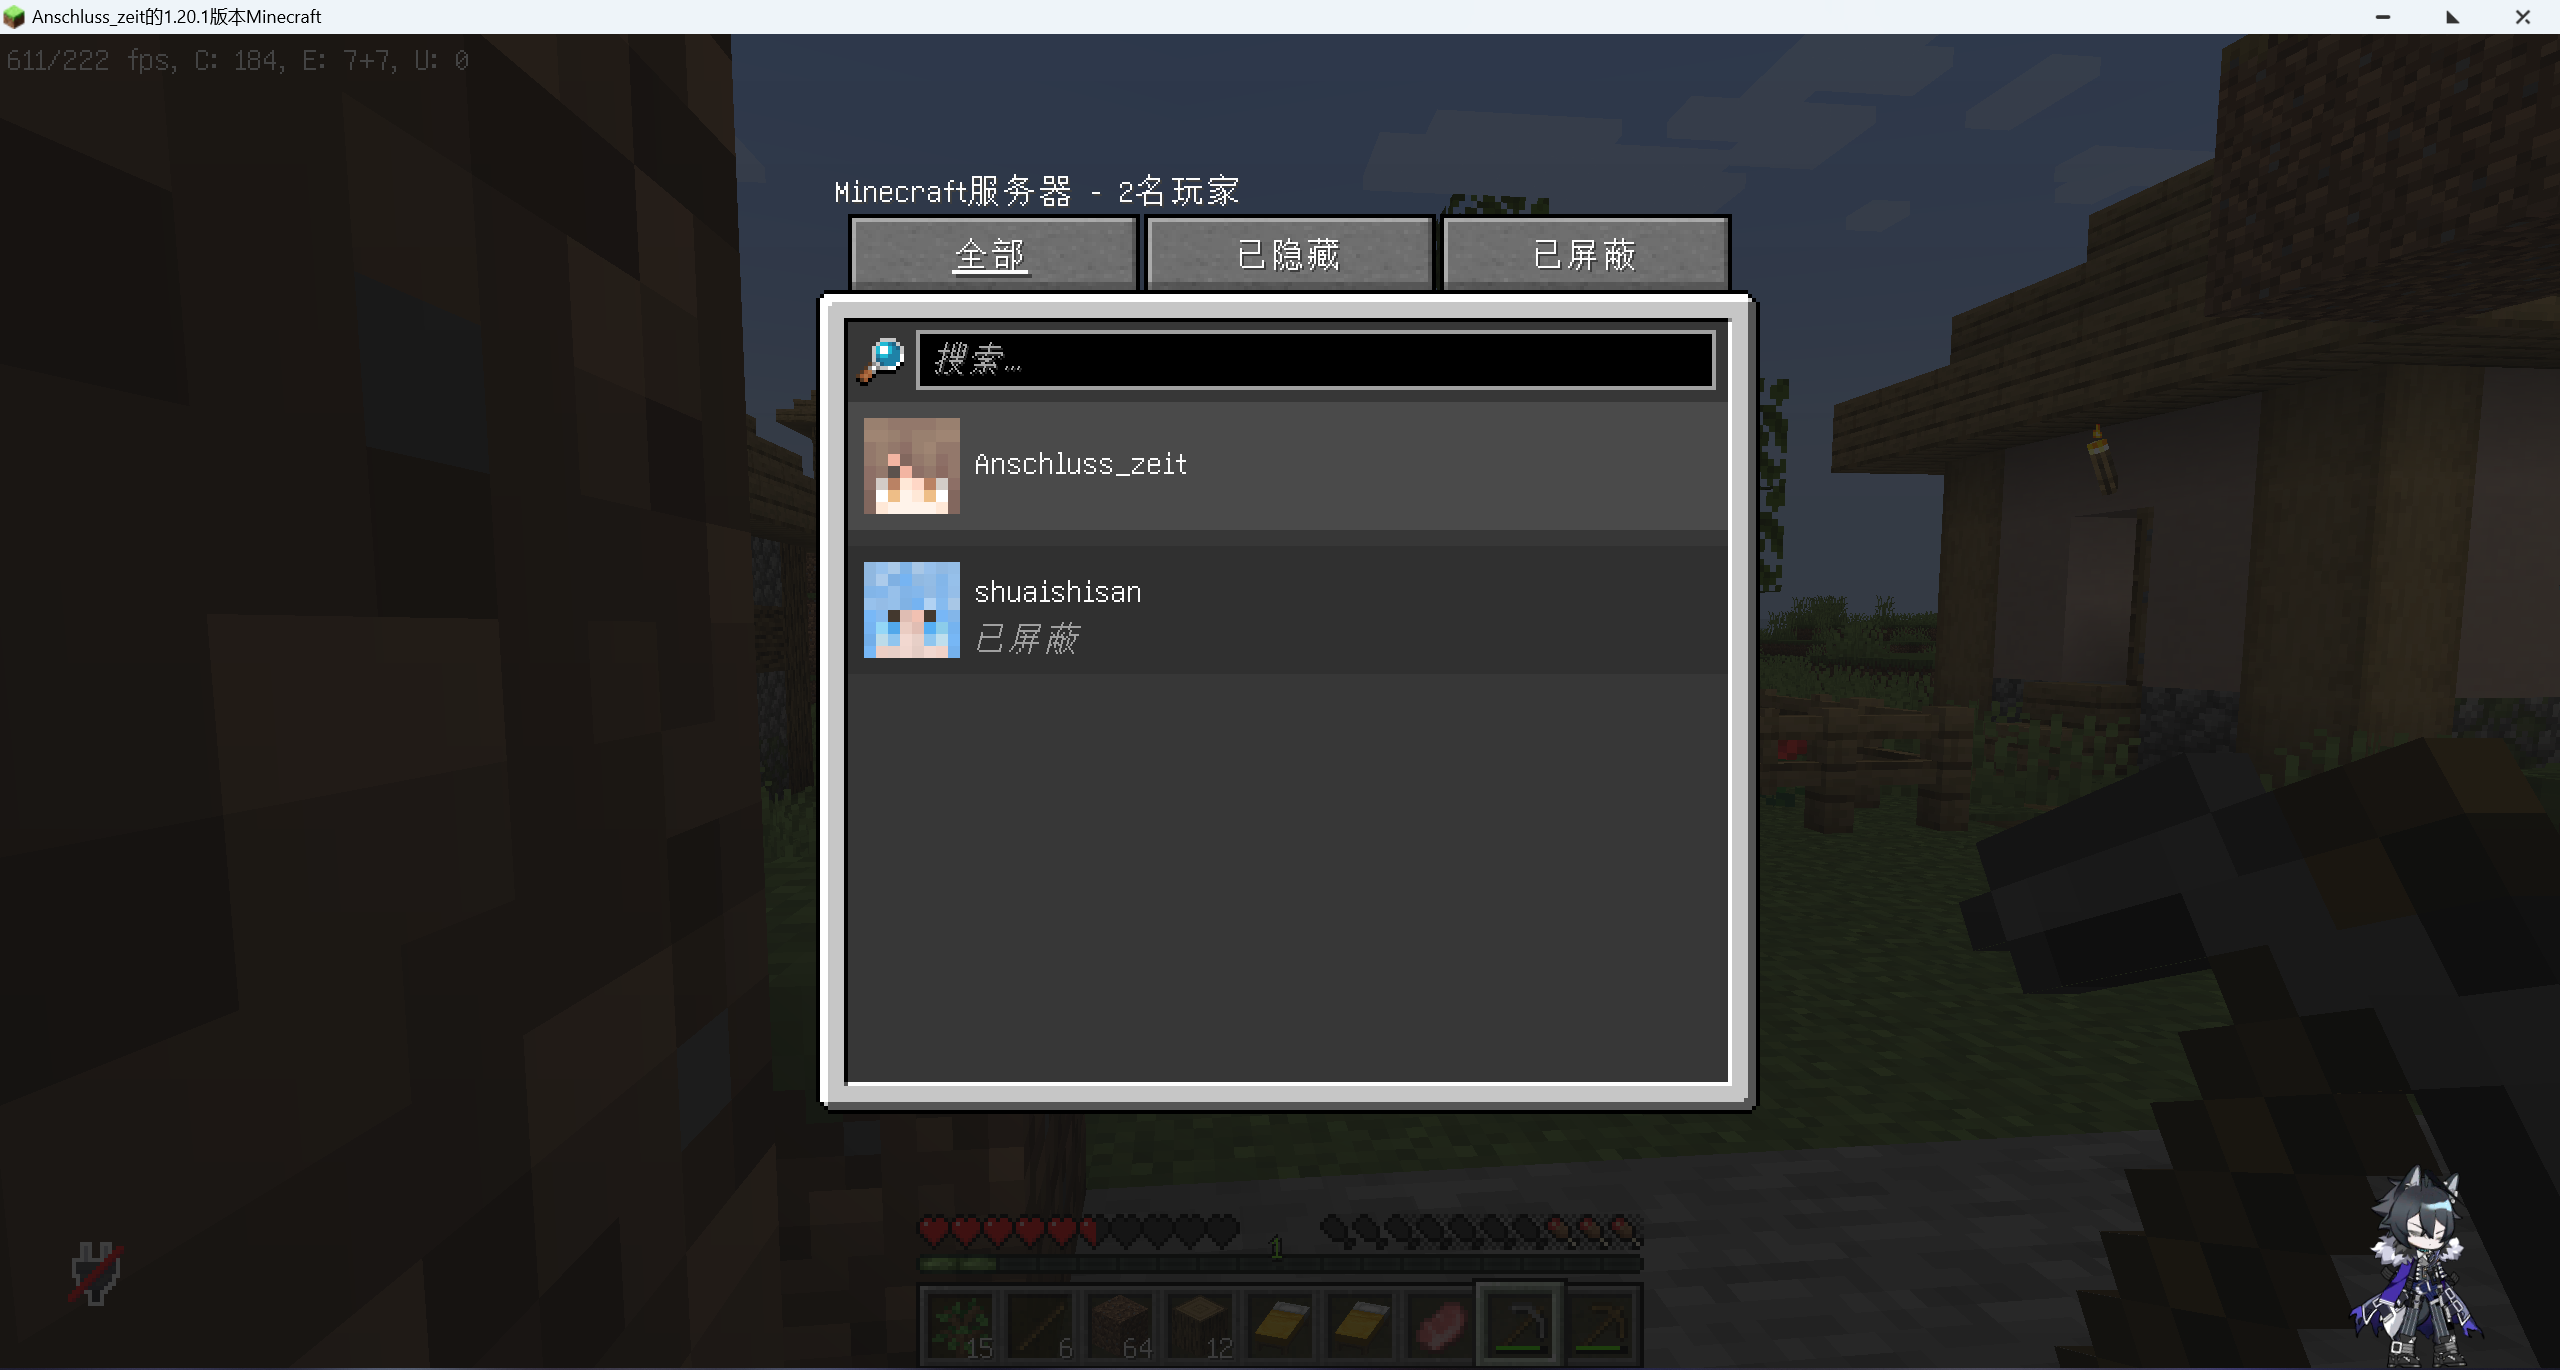 Anschluss_zeit的1.20.1版本Minecraft
611/222 fps, C: 184, E: 7+7, U: 0
Minecraft服务器 - 2名玩家
全部 已隐藏 已屏蔽
搜索...
Anschluss_zeit
shuaishisan
已屏蔽
1
15 6 64 12